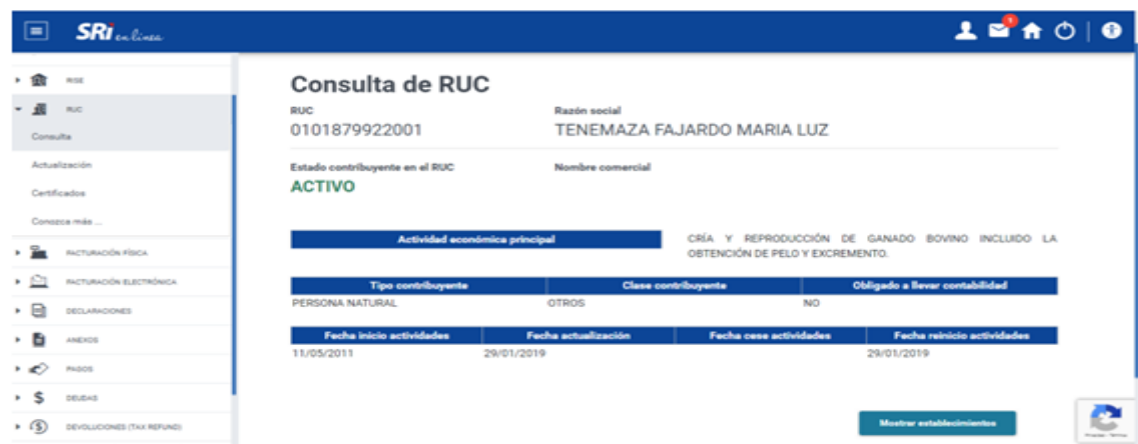 SRi en línea
9
RISE
RUC
Consulta
Actualización
Certificados
Conozca más ...
FACTURACIÓN FÍSICA
FACTURACIÓN ELECTRÓNICA
DECLARACIONES
ANEXOS
PAGOS
DEUDAS
DEVOLUCIONES (TAX REFUND)
Consulta de RUC
RUC Razón social
0101879922001 TENEMAZA FAJARDO MARIA LUZ
Estado contribuyente en el RUC Nombre comercial
ACTIVO
Actividad económica principal CRÍA Y REPRODUCCIÓN DE GANADO BOVINO INCLUIDO LA
OBTENCIÓN DE PELO Y EXCREMENTO.
Tipo contribuyente Clase contribuyente Obligado a llevar contabilidad
PERSONA NATURAL OTROS NO
Fecha inicio actividades Fecha actualización Fecha cese actividades Fecha reinicio actividades
11/05/2011 29/01/2019 29/01/2019
Mostrar establecimientos